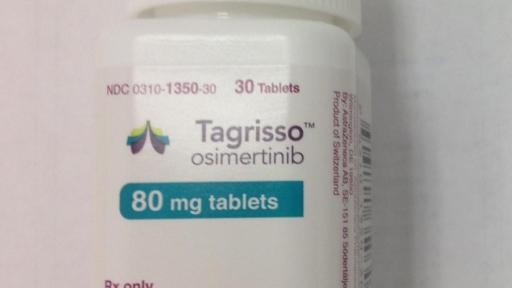 NDC 0310-1350-30 30 Tablets
Tagrisso™
osimertinib
80 mg tablets
Rx only
By: AstraZeneca AB, SE-151 85
Product of Switzerland